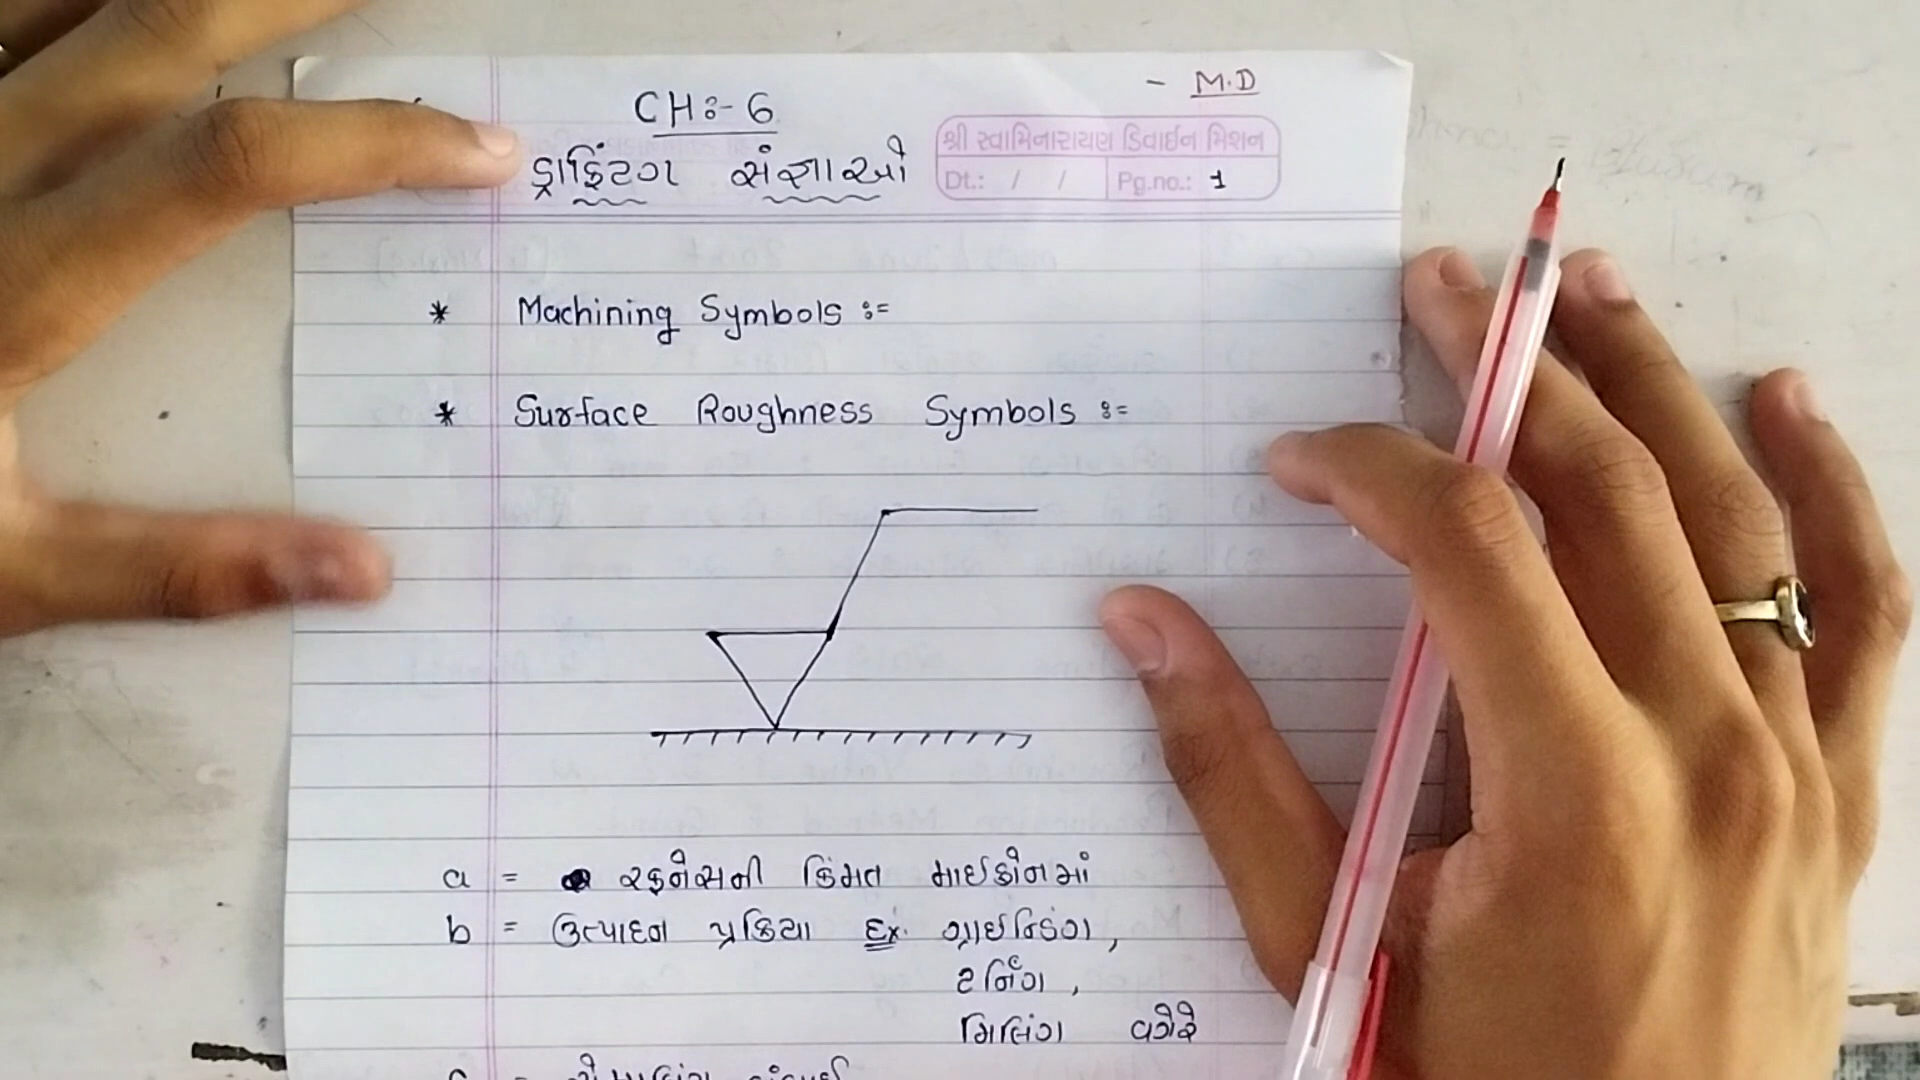 - M.D
CH:- 6
ડ્રાફ્ટિંગ સંજ્ઞાઓ
શ્રી સ્વામિનારાયણ ડિવાઈન મિશન
Dt.: / / Pg.no.: 1
* Machining Symbols :=
* Surface Roughness Symbols :=
a = રફનેસની કિંમત માઈક્રોનમાં
b = ઉત્પાદન પ્રક્રિયા Ex. ગ્રાઈન્ડિંગ,
ટર્નિંગ,
મિલિંગ વગેરે